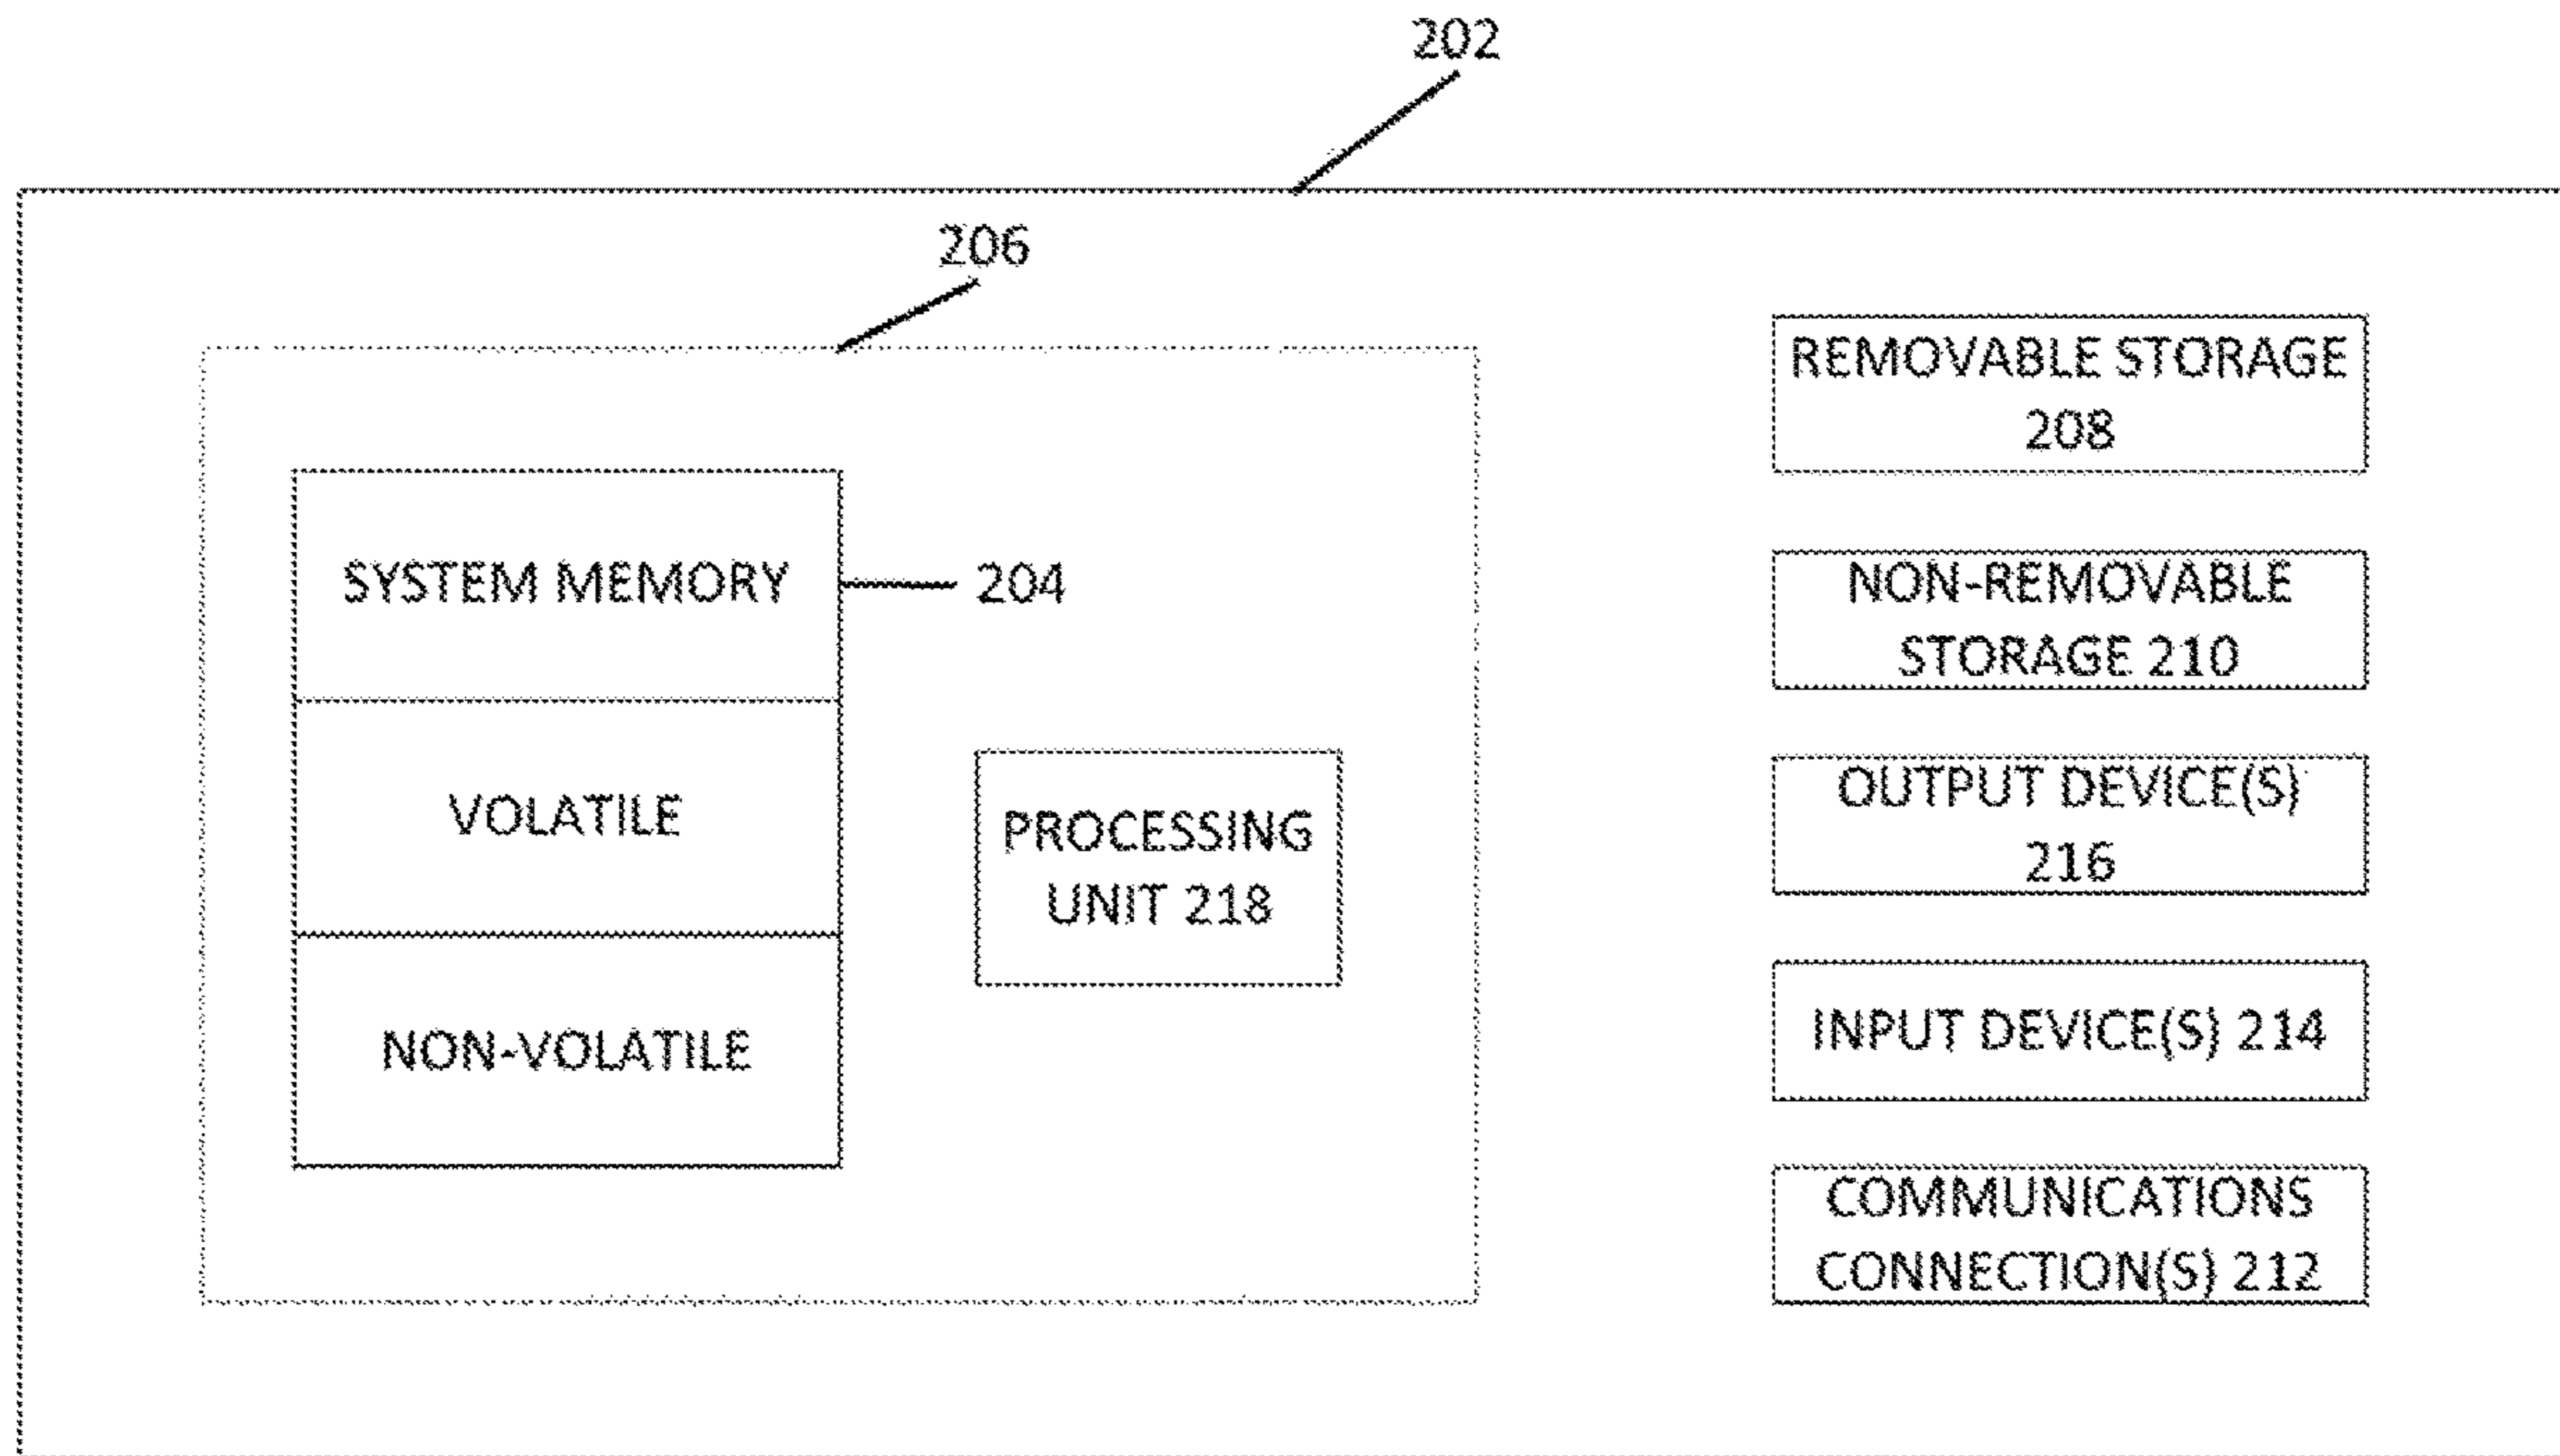 202
206
SYSTEM MEMORY
204
VOLATILE
NON-VOLATILE
PROCESSING
UNIT 218
REMOVABLE STORAGE
208
NON-REMOVABLE
STORAGE 210
OUTPUT DEVICE(S)
216
INPUT DEVICE(S) 214
COMMUNICATIONS
CONNECTION(S) 212